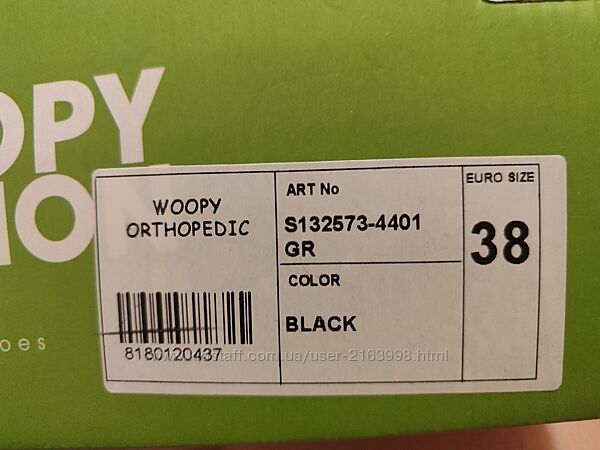 OPY
ION
oes
WOOPY
ORTHOPEDIC
8180120437
ART No
S132573-4401
GR
COLOR
BLACK
EURO SIZE
38
staff.com.ua/user-2163998.html